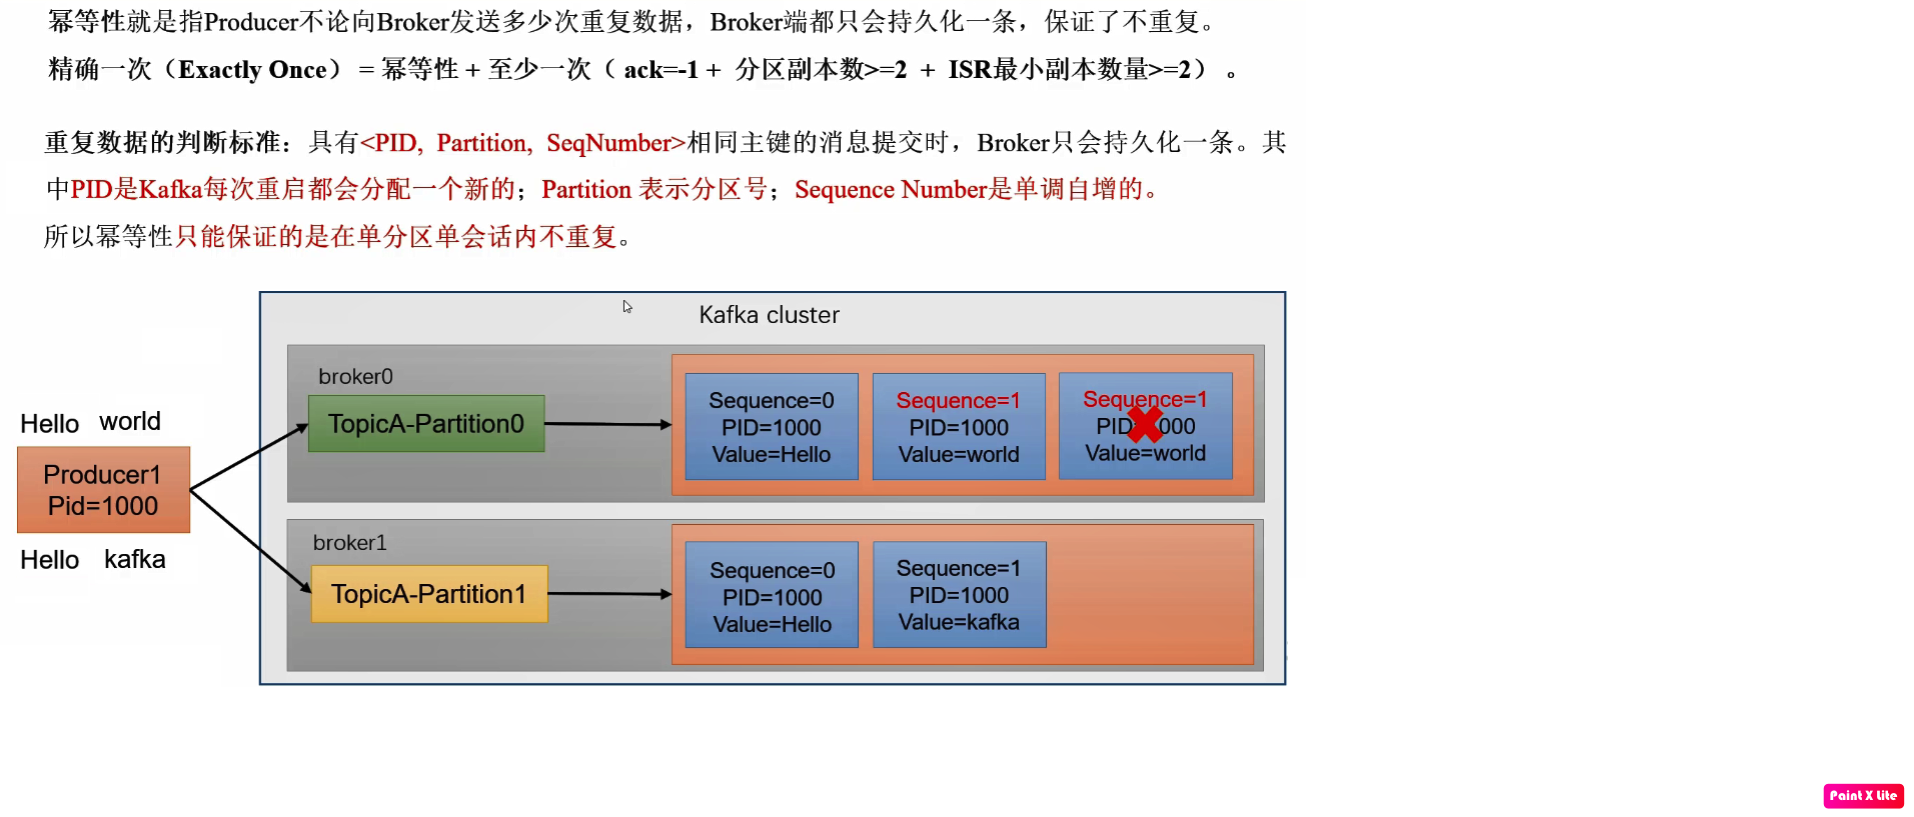 幂等性就是指Producer不论向Broker发送多少次重复数据，Broker端都只会持久化一条，保证了不重复。
精确一次（Exactly Once） = 幂等性 + 至少一次（ ack=-1 + 分区副本数>=2 + ISR最小副本数量>=2） 。
重复数据的判断标准：具有<PID, Partition, SeqNumber>相同主键的消息提交时，Broker只会持久化一条。其
中PID是Kafka每次重启都会分配一个新的；Partition 表示分区号；Sequence Number是单调自增的。
所以幂等性只能保证的是在单分区单会话内不重复。
Kafka cluster
broker0
TopicA-Partition0
Sequence=0
PID=1000
Value=Hello
Sequence=1
PID=1000
Value=world
Sequence=1
PID=1000
Value=world
Hello world
Producer1
Pid=1000
Hello kafka
broker1
TopicA-Partition1
Sequence=0
PID=1000
Value=Hello
Sequence=1
PID=1000
Value=kafka
Paint X Lite